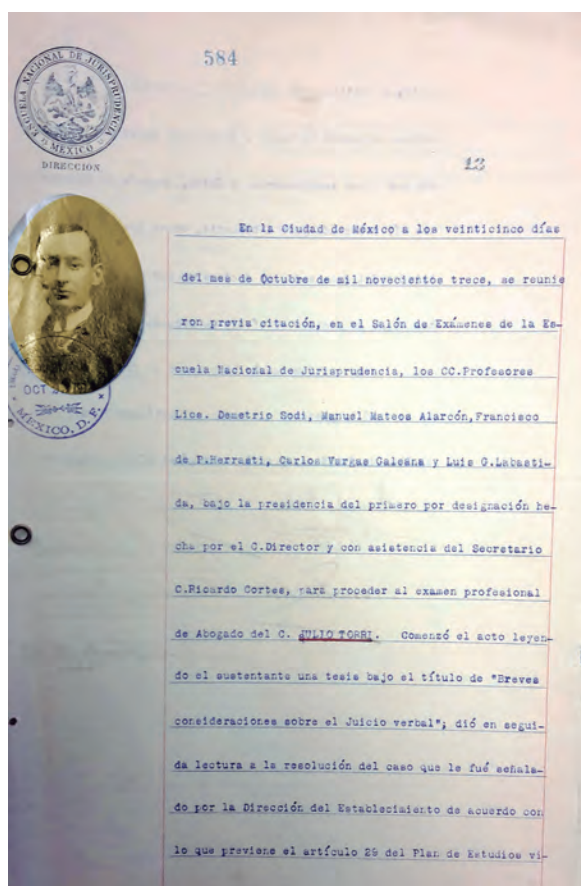 584
ESCUELA NACIONAL DE JURISPRUDENCIA
MEXICO
DIRECCION
13
En la Ciudad de México a los veinticinco días
del mes de Octubre de mil novecientos trece, se reunie
ron previa citación, en el Salón de Exámenes de la Es-
cuela Nacional de Jurisprudencia, los CC.Profesores
Lics. Demetrio Sodi, Manuel Mateos Alarcón,Francisco
de P.Herrasti, Carlos Vargas Galeana y Luis G.Labasti-
da, bajo la presidencia del primero por designación he-
cha por el C.Director y con asistencia del Secretario
C.Ricardo Cortes, para proceder al examen profesional
de Abogado del C. JULIO TORRI. Comenzó el acto leyen-
do el sustentante una tesis bajo el título de "Breves
consideraciones sobre el Juicio verbal"; dió en segui-
da lectura a la resolución del caso que le fué señala-
do por la Dirección del Establecimiento de acuerdo con
lo que previene el artículo 29 del Plan de Estudios vi-
OCT
MEXICO, D. F.